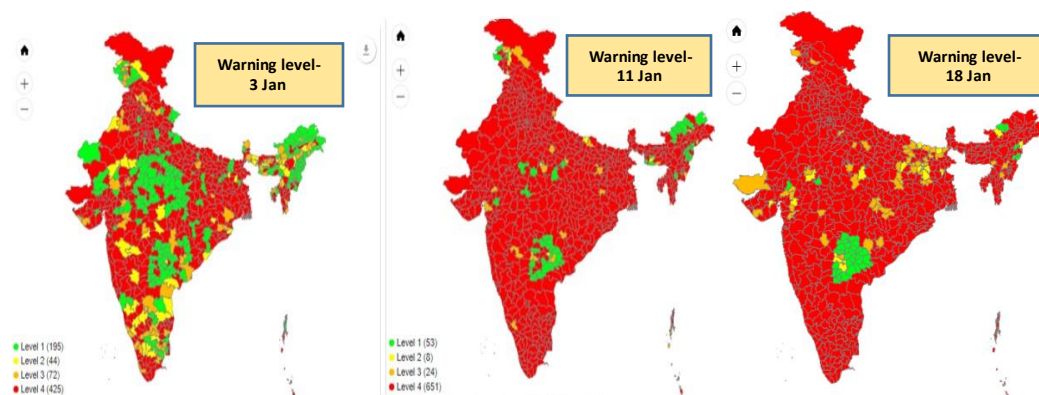 Warning level-
3 Jan
Level 1 (195)
Level 2 (44)
Level 3 (72)
Level 4 (425)
Warning level-
11 Jan
Level 1 (53)
Level 2 (8)
Level 3 (24)
Level 4 (651)
Warning level-
18 Jan